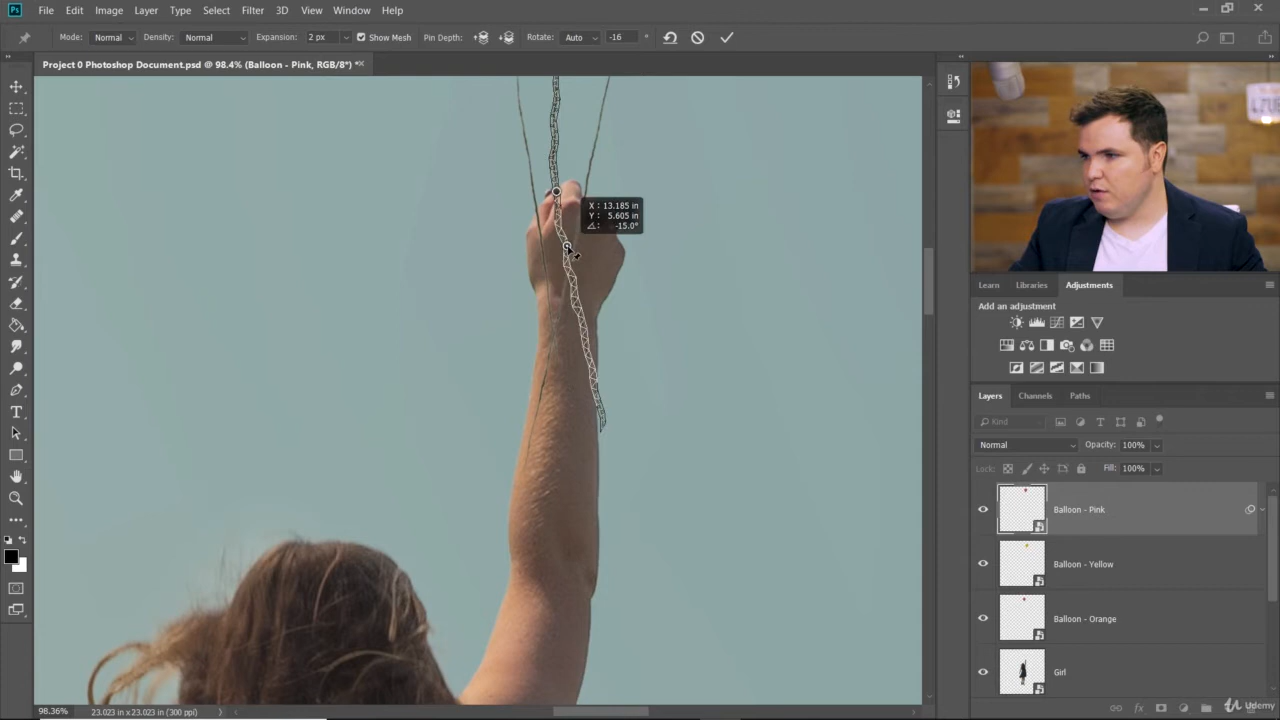 Ps File Edit Image Layer Type Select Filter 3D View Window Help
Mode: Normal Density: Normal Expansion: 2 px Show Mesh Pin Depth: Rotate: Auto -16 °
Project 0 Photoshop Document.psd @ 98.4% (Balloon - Pink, RGB/8*) *
X : 13.185 in
Y : 5.605 in
-15.0°
Learn Libraries Adjustments
Add an adjustment
Layers Channels Paths
Kind
Normal Opacity: 100%
Lock: Fill: 100%
Balloon - Pink
Balloon - Yellow
Balloon - Orange
Girl
98.36% 23.023 in x 23.023 in (300 ppi)
Udemy